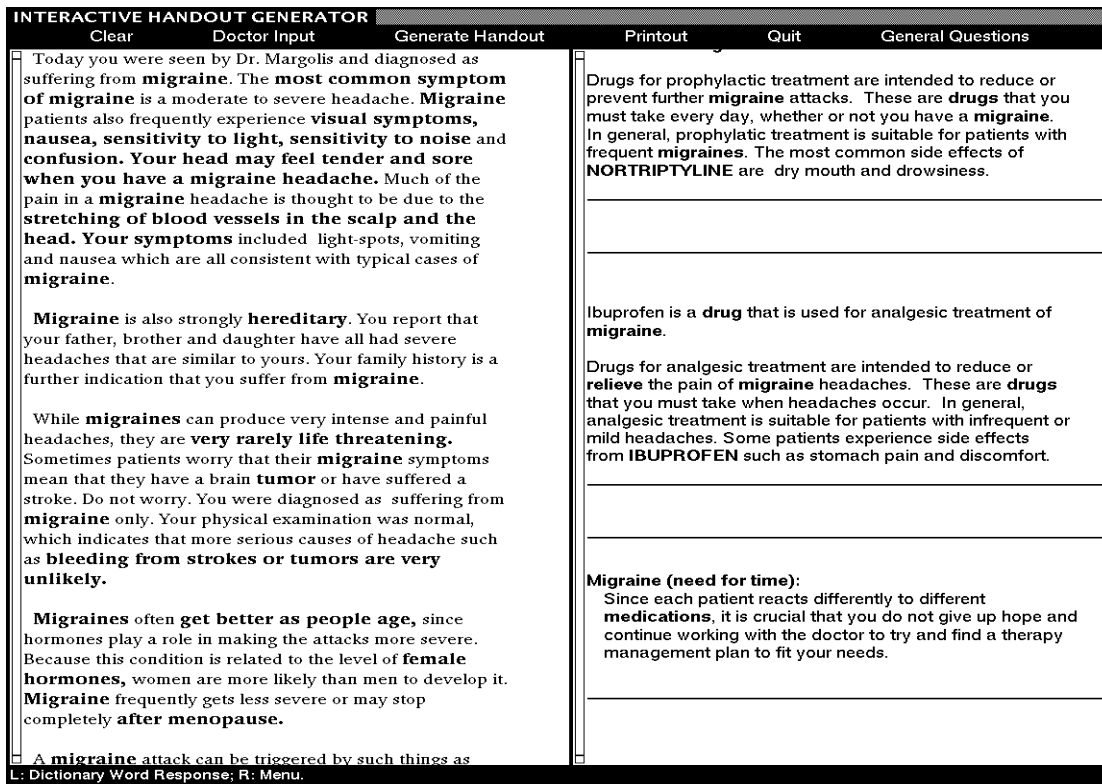 INTERACTIVE HANDOUT GENERATOR
Clear Doctor Input Generate Handout Printout Quit General Questions
Today you were seen by Dr. Margolis and diagnosed as
suffering from migraine. The most common symptom
of migraine is a moderate to severe headache. Migraine
patients also frequently experience visual symptoms,
nausea, sensitivity to light, sensitivity to noise and
confusion. Your head may feel tender and sore
when you have a migraine headache. Much of the
pain in a migraine headache is thought to be due to the
stretching of blood vessels in the scalp and the
head. Your symptoms included light-spots, vomiting
and nausea which are all consistent with typical cases of
migraine.
Migraine is also strongly hereditary. You report that
your father, brother and daughter have all had severe
headaches that are similar to yours. Your family history is a
further indication that you suffer from migraine.
While migraines can produce very intense and painful
headaches, they are very rarely life threatening.
Sometimes patients worry that their migraine symptoms
mean that they have a brain tumor or have suffered a
stroke. Do not worry. You were diagnosed as suffering from
migraine only. Your physical examination was normal,
which indicates that more serious causes of headache such
as bleeding from strokes or tumors are very
unlikely.
Migraines often get better as people age, since
hormones play a role in making the attacks more severe.
Because this condition is related to the level of female
hormones, women are more likely than men to develop it.
Migraine frequently gets less severe or may stop
completely after menopause.
A migraine attack can be triggered by such things as
Drugs for prophylactic treatment are intended to reduce or
prevent further migraine attacks. These are drugs that you
must take every day, whether or not you have a migraine.
In general, prophylatic treatment is suitable for patients with
frequent migraines. The most common side effects of
NORTRIPTYLINE are dry mouth and drowsiness.
Ibuprofen is a drug that is used for analgesic treatment of
migraine.
Drugs for analgesic treatment are intended to reduce or
relieve the pain of migraine headaches. These are drugs
that you must take when headaches occur. In general,
analgesic treatment is suitable for patients with infrequent or
mild headaches. Some patients experience side effects
from IBUPROFEN such as stomach pain and discomfort.
Migraine (need for time):
Since each patient reacts differently to different
medications, it is crucial that you do not give up hope and
continue working with the doctor to try and find a therapy
management plan to fit your needs.
L: Dictionary Word Response; R: Menu.